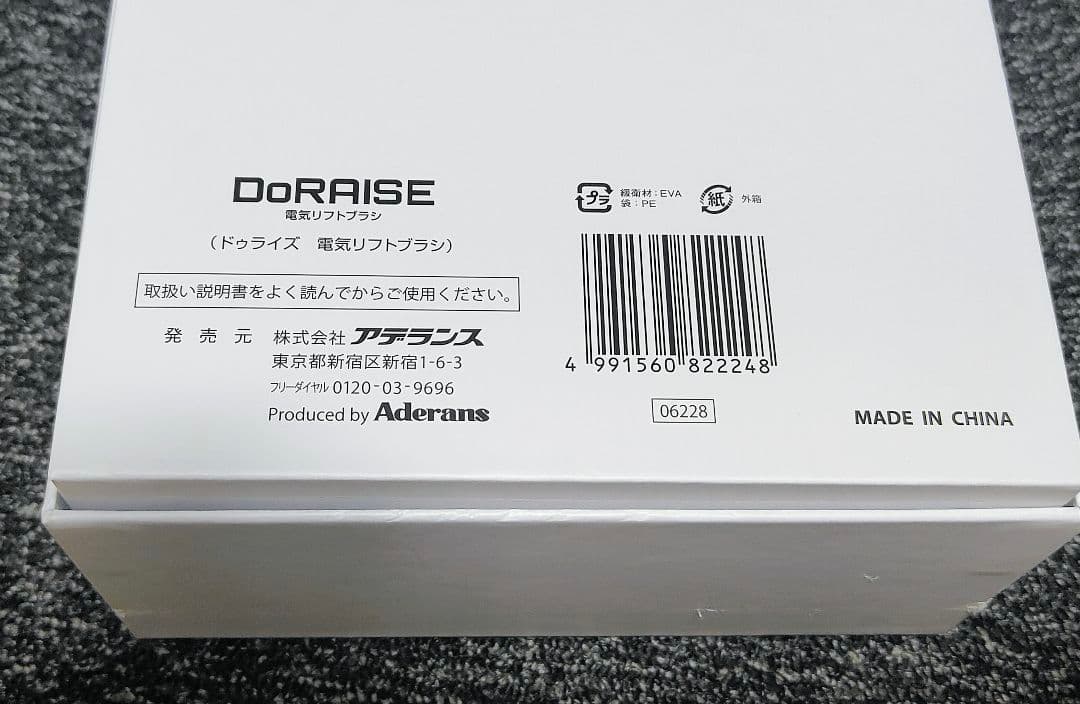 DoRAISE
電気リフトブラシ
（ドゥライズ　電気リフトブラシ）
取扱い説明書をよく読んでからご使用ください。
発 売 元　株式会社 アデランス
東京都新宿区新宿1-6-3
フリーダイヤル 0120-03-9696
Produced by Aderans
プラ 緩衝材：EVA
袋：PE
紙 外箱
4 991560 822248
06228
MADE IN CHINA